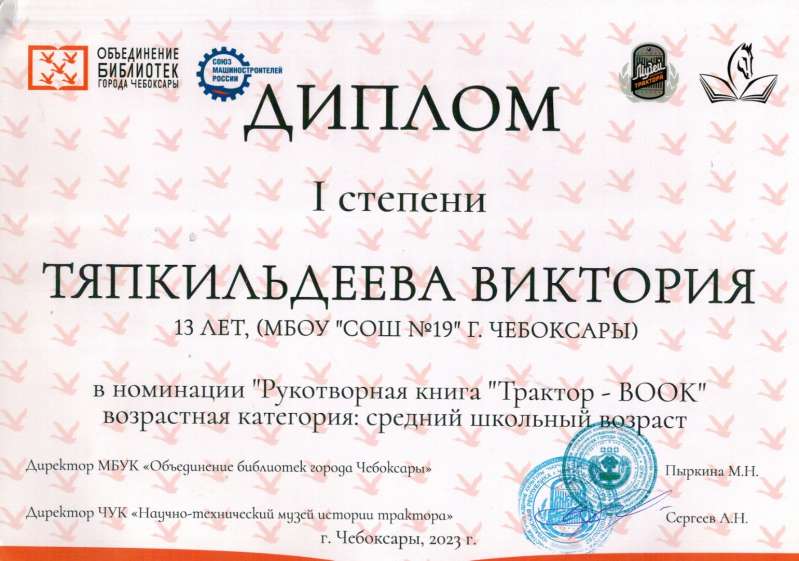 ОБЪЕДИНЕНИЕ
БИБЛИОТЕК
ГОРОДА ЧЕБОКСАРЫ
СОЮЗ
МАШИНОСТРОИТЕЛЕЙ
РОССИИ
Музей
ТРАКТОРА
ДИПЛОМ
I степени
ТЯПКИЛЬДЕЕВА ВИКТОРИЯ
13 ЛЕТ, (МБОУ "СОШ №19" Г. ЧЕБОКСАРЫ)
в номинации "Рукотворная книга "Трактор - BOOK"
возрастная категория: средний школьный возраст
Директор МБУК «Объединение библиотек города Чебоксары»
Пыркина М.Н.
Директор ЧУК «Научно-технический музей истории трактора»
Сергеев Л.Н.
г. Чебоксары, 2023 г.